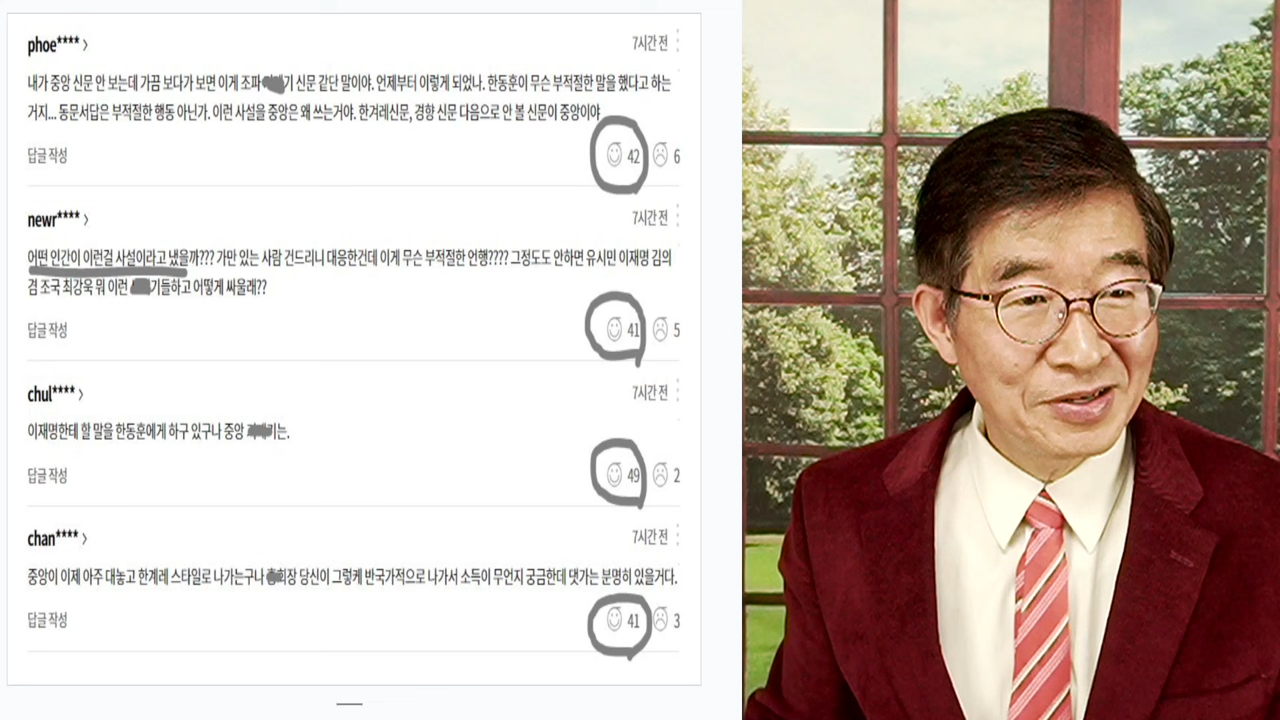 phoe**** >
7시간 전
내가 중앙 신문 안 보는데 가끔 보다가 보면 이게 조파 기 신문 같단 말이야. 언제부터 이렇게 되었나. 한동훈이 무슨 부적절한 말을 했다고 하는
거지... 동문서답은 부적절한 행동 아닌가. 이런 사설을 중앙은 왜 쓰는거야. 한겨레신문, 경향 신문 다음으로 안 볼 신문이 중앙이야
답글 작성
42 6
newr**** >
7시간 전
어떤 인간이 이런걸 사설이라고 냈을까??? 가만 있는 사람 건드리니 대응한건데 이게 무슨 부적절한 언행???? 그정도도 안하면 유시민 이재명 김의
겸 조국 최강욱 뭐 이런 기들하고 어떻게 싸울래??
답글 작성
41 5
chul**** >
7시간 전
이재명한테 할 말을 한동훈에게 하구 있구나 중앙 기는.
답글 작성
49 2
chan**** >
7시간 전
중앙이 이제 아주 대놓고 한계레 스타일로 나가는구나 회장 당신이 그렇케 반국가적으로 나가서 소득이 무언지 궁금한데 댓가는 분명히 있을거다.
답글 작성
41 3